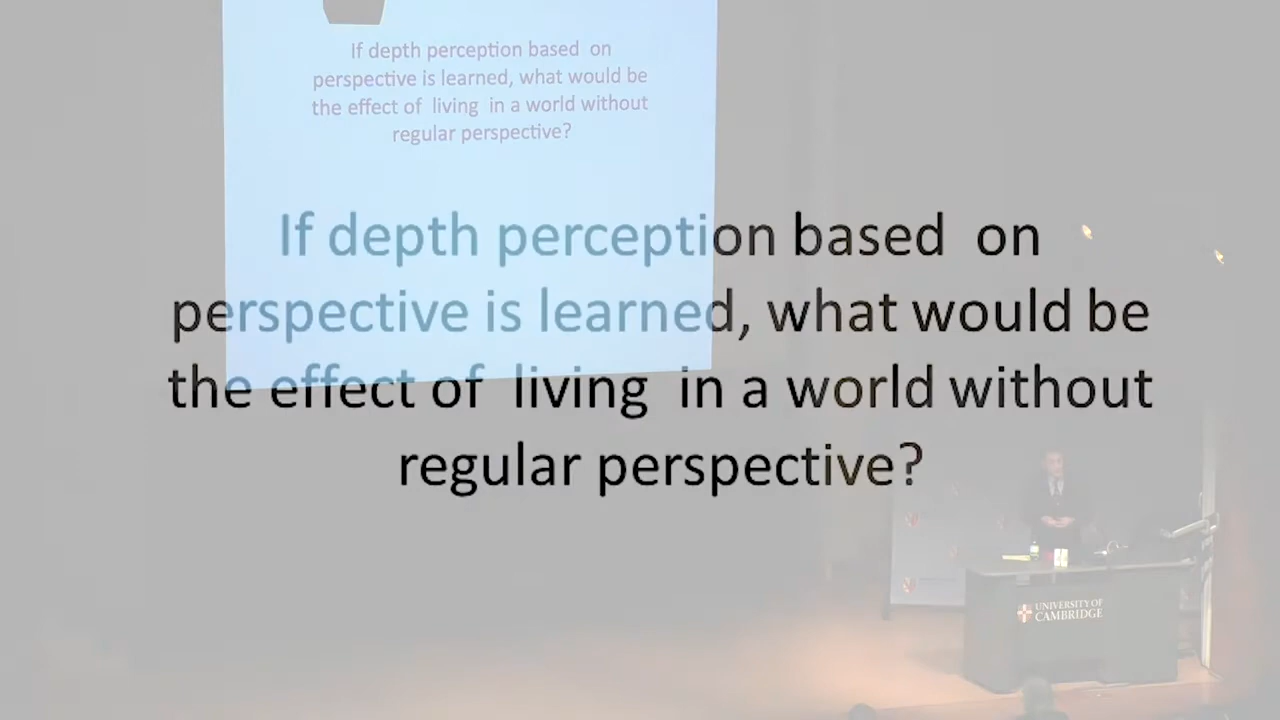 If depth perception based on
perspective is learned, what would be
the effect of living in a world without
regular perspective?
If depth perception based on
perspective is learned, what would be
the effect of living in a world without
regular perspective?
UNIVERSITY OF
CAMBRIDGE